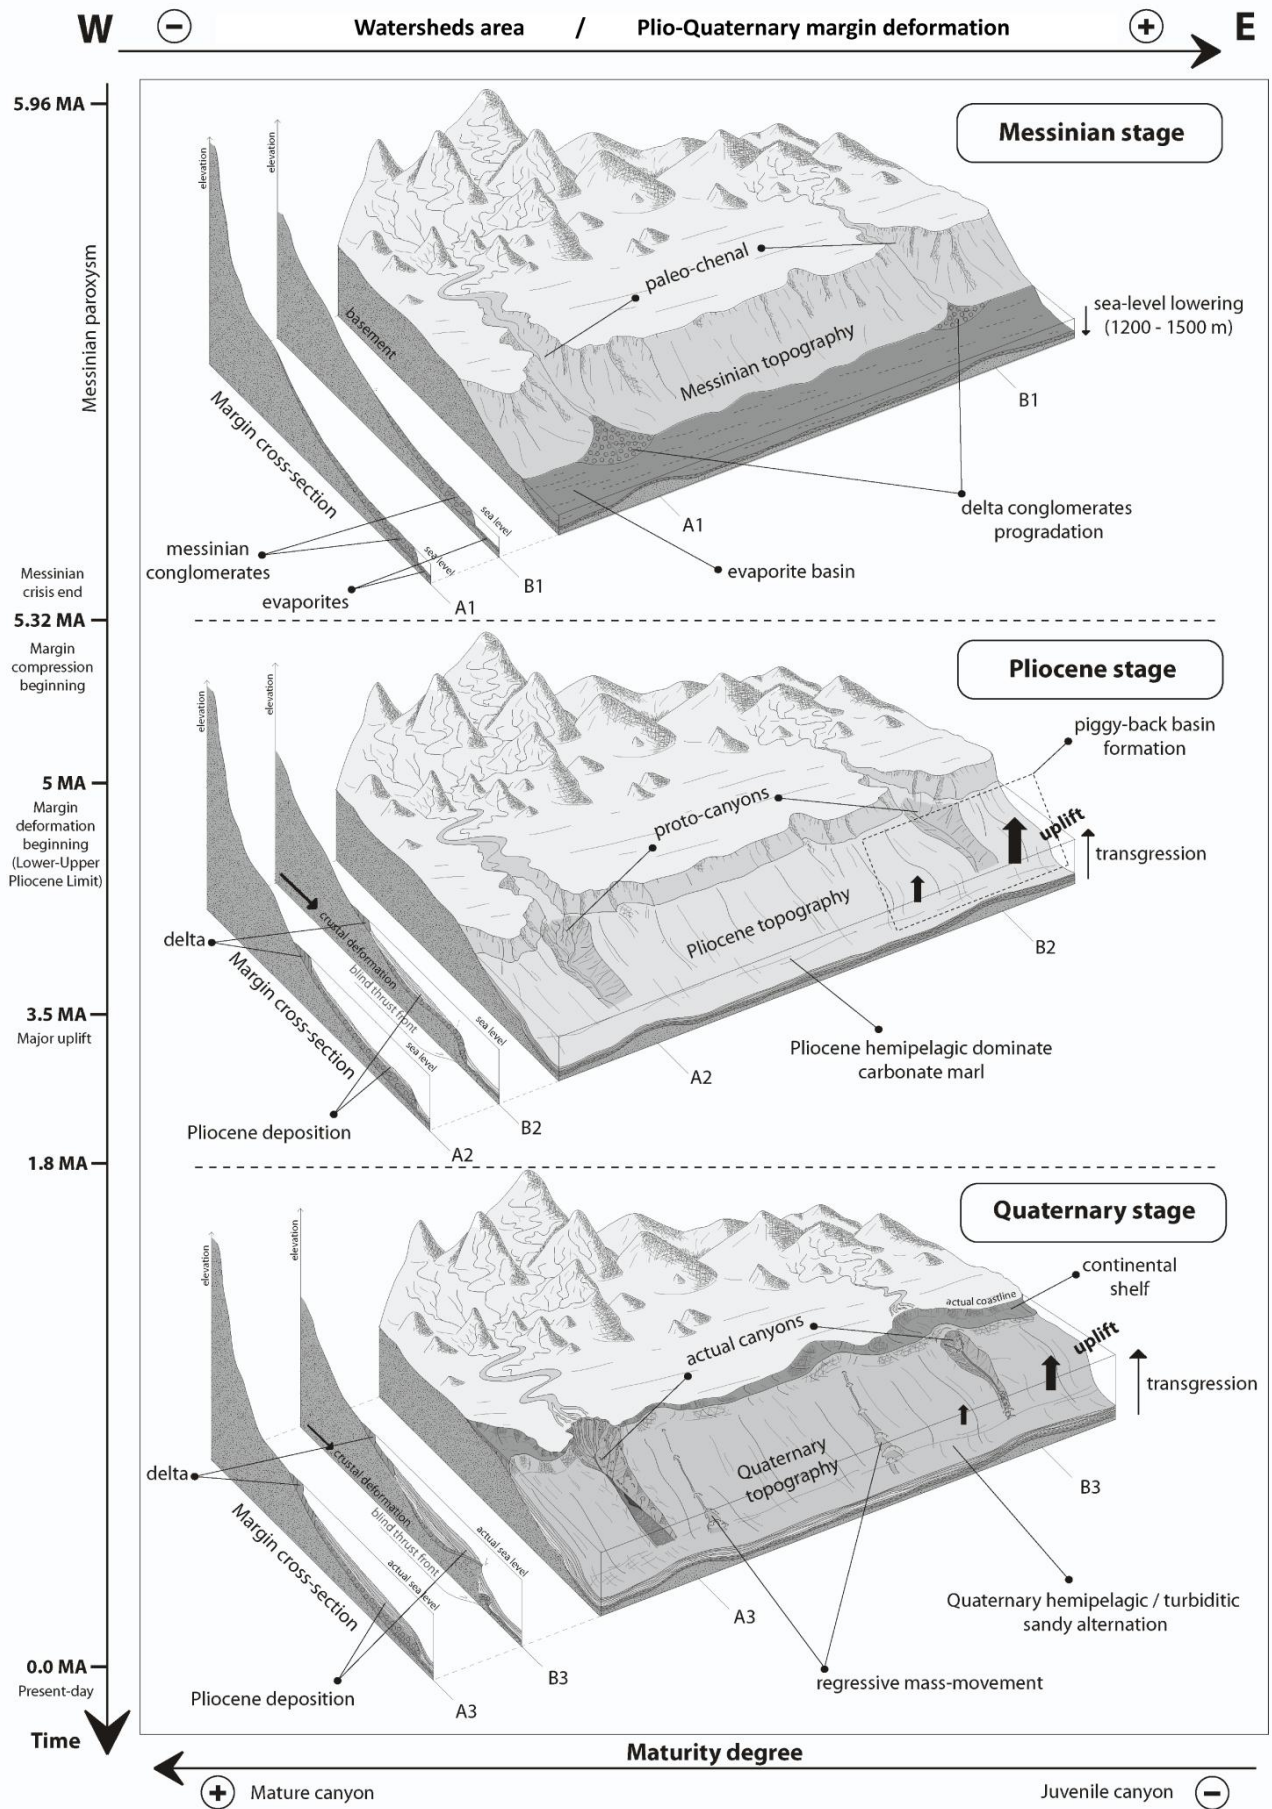 W − Watersheds area / Plio-Quaternary margin deformation + E
5.96 MA
Messinian paroxysm
Messinian
crisis end
5.32 MA
Margin
compression
beginning
5 MA
Margin
deformation
beginning
(Lower-Upper
Pliocene Limit)
3.5 MA
Major uplift
1.8 MA
0.0 MA
Present-day
Time
Messinian stage
elevation
elevation
basement
paleo-chenal
Messinian topography
sea-level lowering
(1200 - 1500 m)
B1
A1
delta conglomerates
progradation
evaporite basin
Margin cross-section
sea level
sea level
messinian
conglomerates
evaporites
B1
A1
Pliocene stage
elevation
elevation
piggy-back basin
formation
proto-canyons
uplift
transgression
Pliocene topography
B2
A2
Pliocene hemipelagic dominate
carbonate marl
delta
crustal deformation
blind thrust front
Margin cross-section
sea level
sea level
Pliocene deposition
B2
A2
Quaternary stage
elevation
elevation
continental
shelf
actual coastline
actual canyons
uplift
transgression
Quaternary
topography
B3
A3
Quaternary hemipelagic / turbiditic
sandy alternation
regressive mass-movement
delta
crustal deformation
blind thrust front
Margin cross-section
actual sea level
actual sea level
Pliocene deposition
B3
A3
Maturity degree
+ Mature canyon
Juvenile canyon −